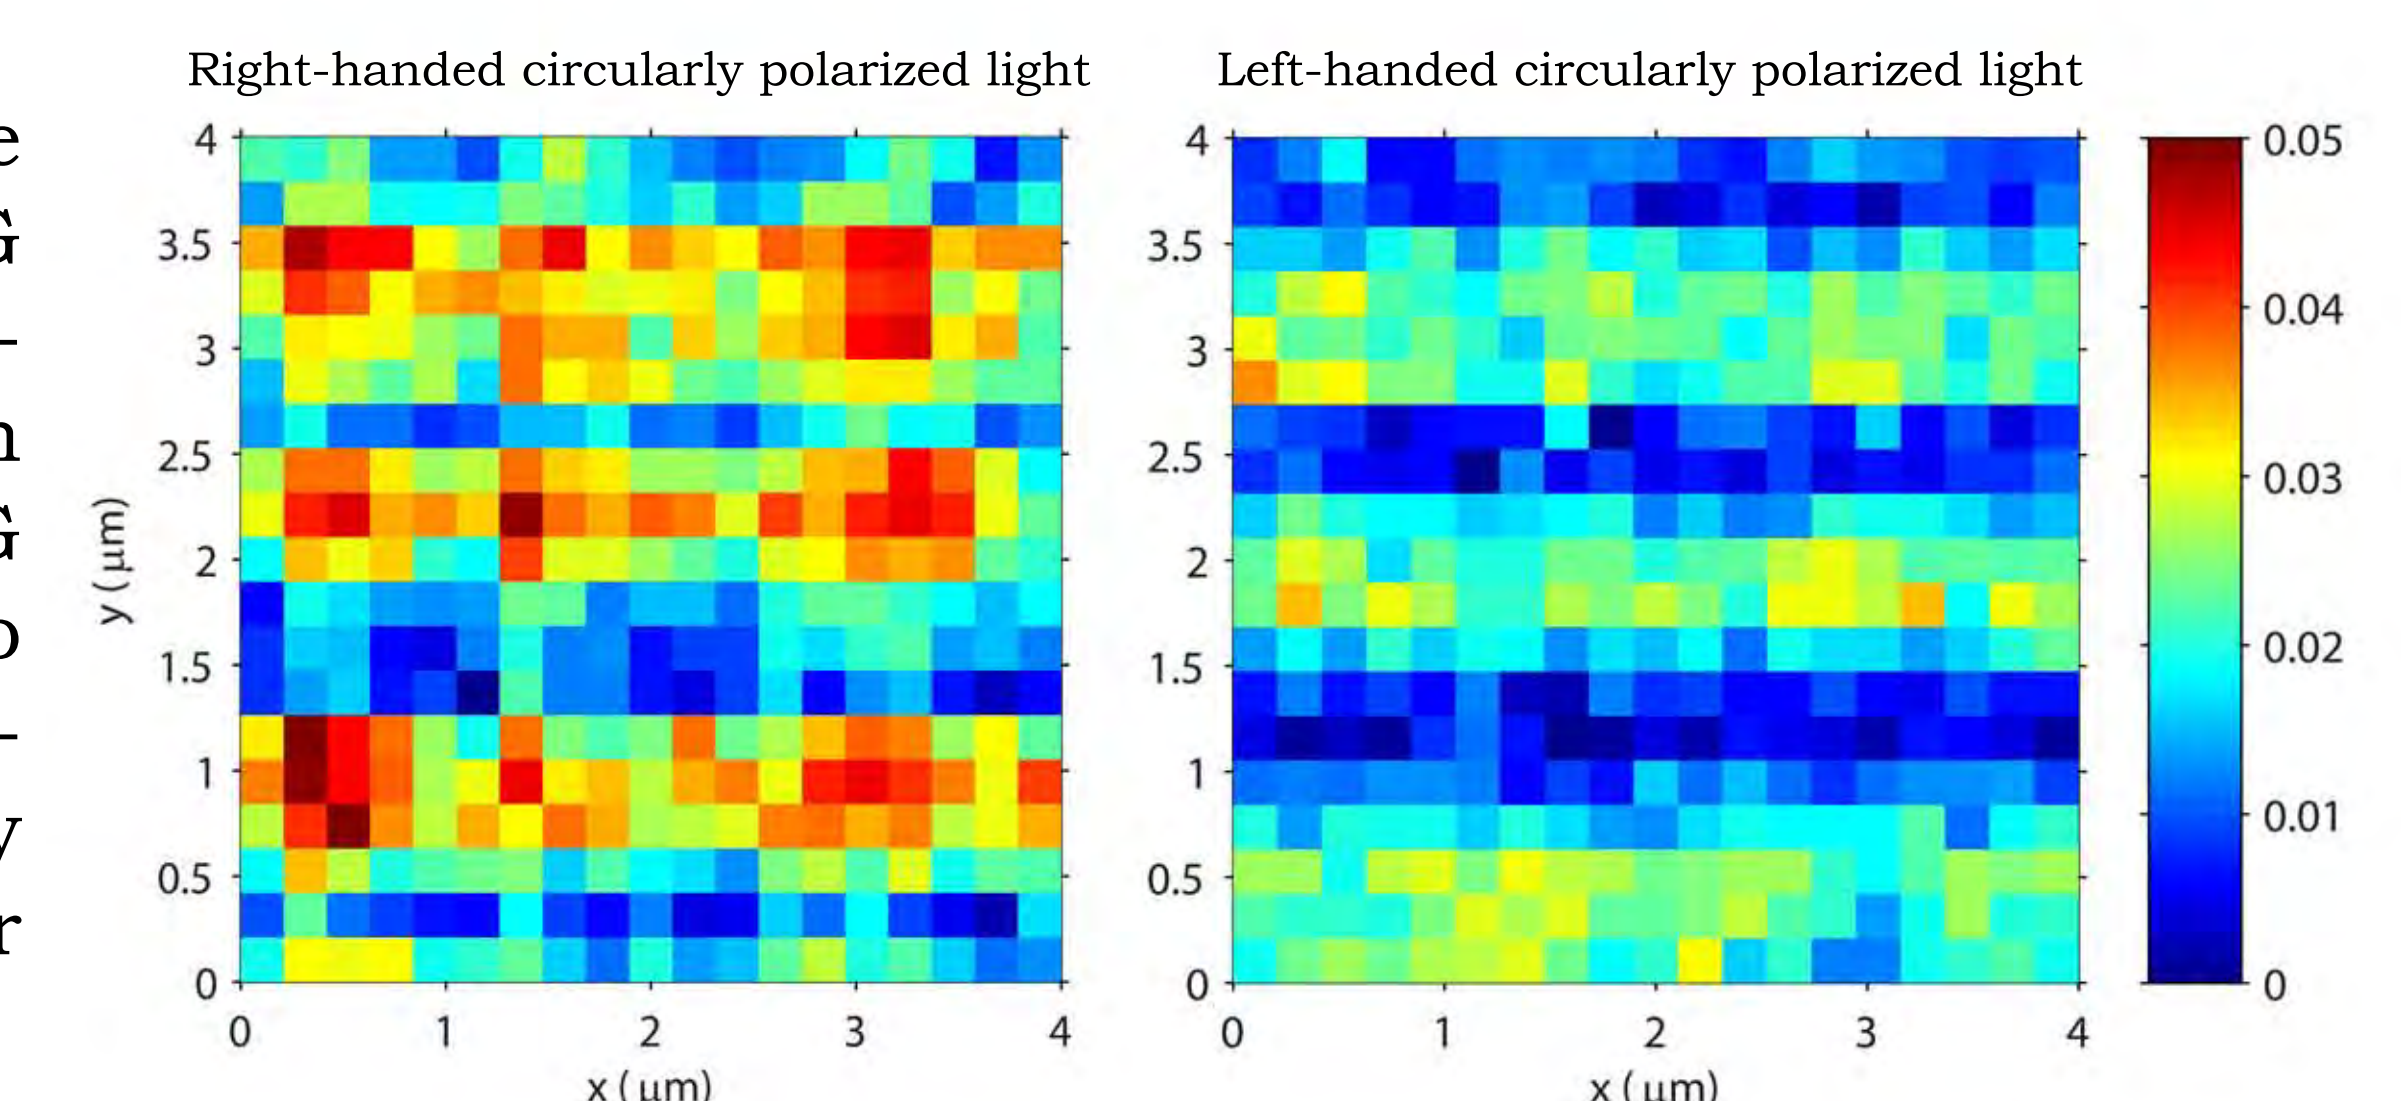 Right-handed circularly polarized light
Left-handed circularly polarized light
e
G
–
n
G
o
–
y
r
y (μm)
4
3.5
3
2.5
2
1.5
1
0.5
0
0 1 2 3 4
x (μm)
4
3.5
3
2.5
2
1.5
1
0.5
0
0 1 2 3 4
x (μm)
0.05
0.04
0.03
0.02
0.01
0